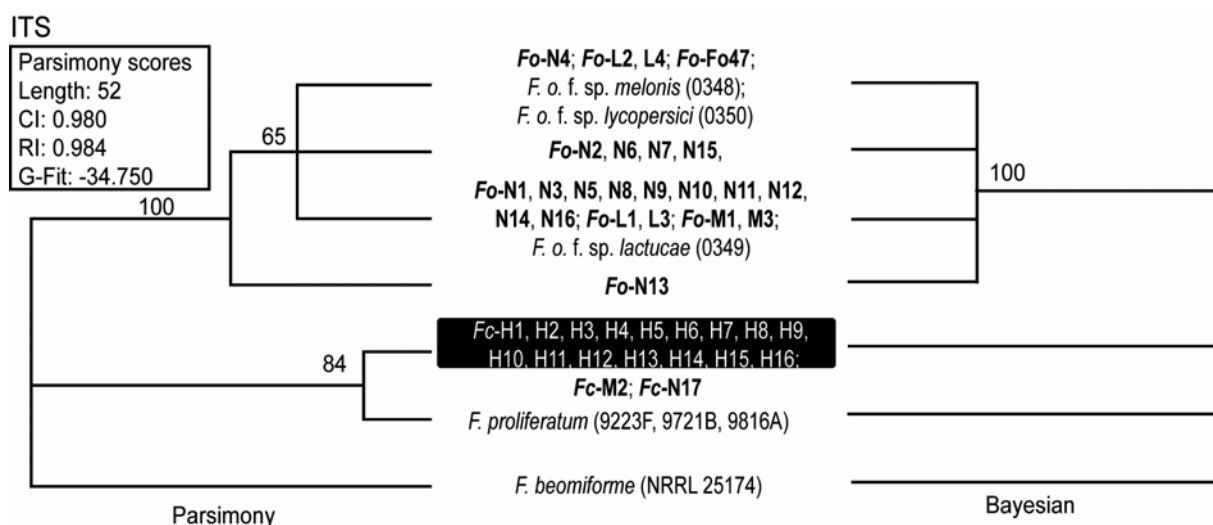 ITS
Parsimony scores
Length: 52
CI: 0.980
RI: 0.984
G-Fit: -34.750
Fo-N4; Fo-L2, L4; Fo-Fo47;
F. o. f. sp. melonis (0348);
F. o. f. sp. lycopersici (0350)
65
Fo-N2, N6, N7, N15,
100
100
Fo-N1, N3, N5, N8, N9, N10, N11, N12,
N14, N16; Fo-L1, L3; Fo-M1, M3;
F. o. f. sp. lactucae (0349)
Fo-N13
Fc-H1, H2, H3, H4, H5, H6, H7, H8, H9,
H10, H11, H12, H13, H14, H15, H16;
84
Fc-M2; Fc-N17
F. proliferatum (9223F, 9721B, 9816A)
F. beomiforme (NRRL 25174)
Parsimony
Bayesian